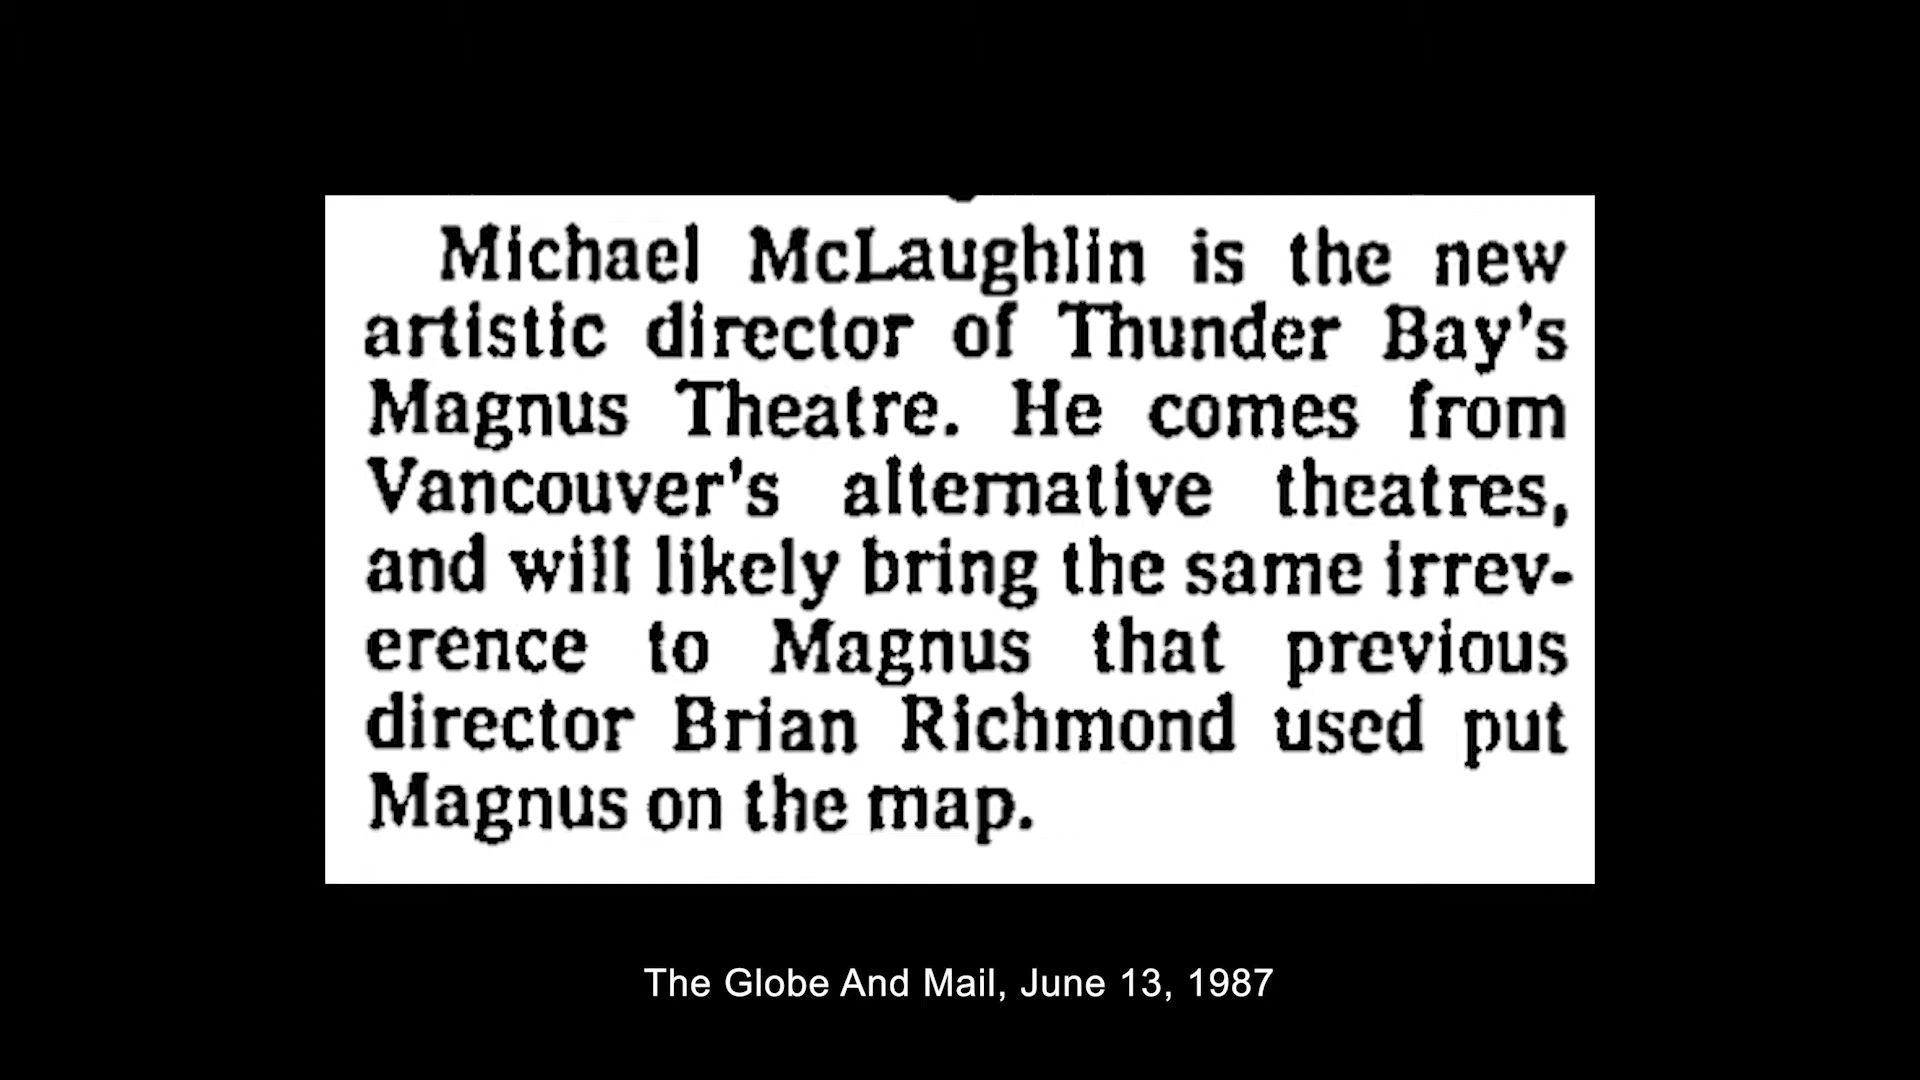 Michael McLaughlin is the new
artistic director of Thunder Bay's
Magnus Theatre. He comes from
Vancouver's alternative theatres,
and will likely bring the same irrev-
erence to Magnus that previous
director Brian Richmond used put
Magnus on the map.
The Globe And Mail, June 13, 1987